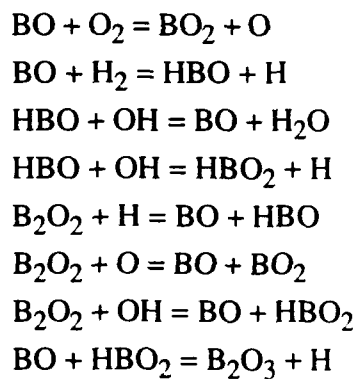 BO + O₂ = BO₂ + O
BO + H₂ = HBO + H
HBO + OH = BO + H₂O
HBO + OH = HBO₂ + H
B₂O₂ + H = BO + HBO
B₂O₂ + O = BO + BO₂
B₂O₂ + OH = BO + HBO₂
BO + HBO₂ = B₂O₃ + H